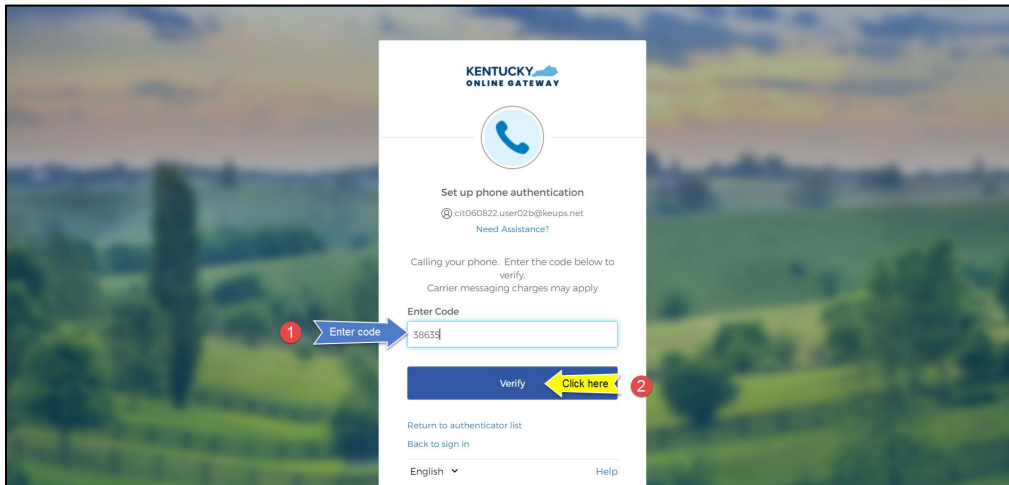 KENTUCKY
ONLINE GATEWAY
Set up phone authentication
cit060822.user02b@keups.net
Need Assistance?
Calling your phone. Enter the code below to
verify.
Carrier messaging charges may apply
Enter Code
1 Enter code 38635
Verify Click here 2
Return to authenticator list
Back to sign in
English Help